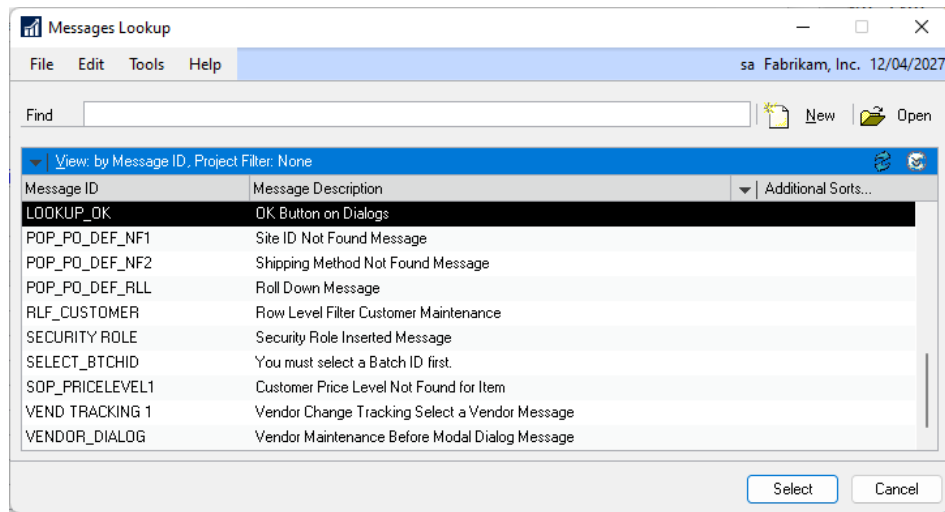 Messages Lookup
File Edit Tools Help sa Fabrikam, Inc. 12/04/2027
Find New Open
View: by Message ID, Project Filter: None
Message ID Message Description Additional Sorts...
LOOKUP_OK OK Button on Dialogs
POP_PO_DEF_NF1 Site ID Not Found Message
POP_PO_DEF_NF2 Shipping Method Not Found Message
POP_PO_DEF_RLL Roll Down Message
RLF_CUSTOMER Row Level Filter Customer Maintenance
SECURITY ROLE Security Role Inserted Message
SELECT_BTCHID You must select a Batch ID first.
SOP_PRICELEVEL1 Customer Price Level Not Found for Item
VEND TRACKING 1 Vendor Change Tracking Select a Vendor Message
VENDOR_DIALOG Vendor Maintenance Before Modal Dialog Message
Select Cancel